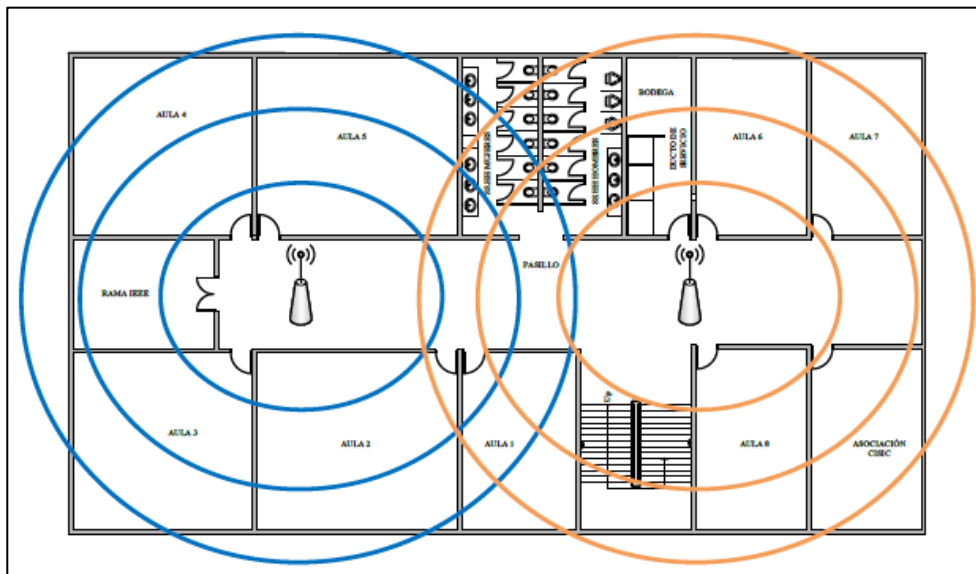 AULA 4
AULA 5
SSHH MUJERES
SSHH HOMBRES
BODEGA
DUCTO DE
SERVICIO
AULA 6
AULA 7
RAMA IEEE
PASILLO
AULA 3
AULA 2
AULA 1
AULA 8
ASOCIACIÓN
CISIC